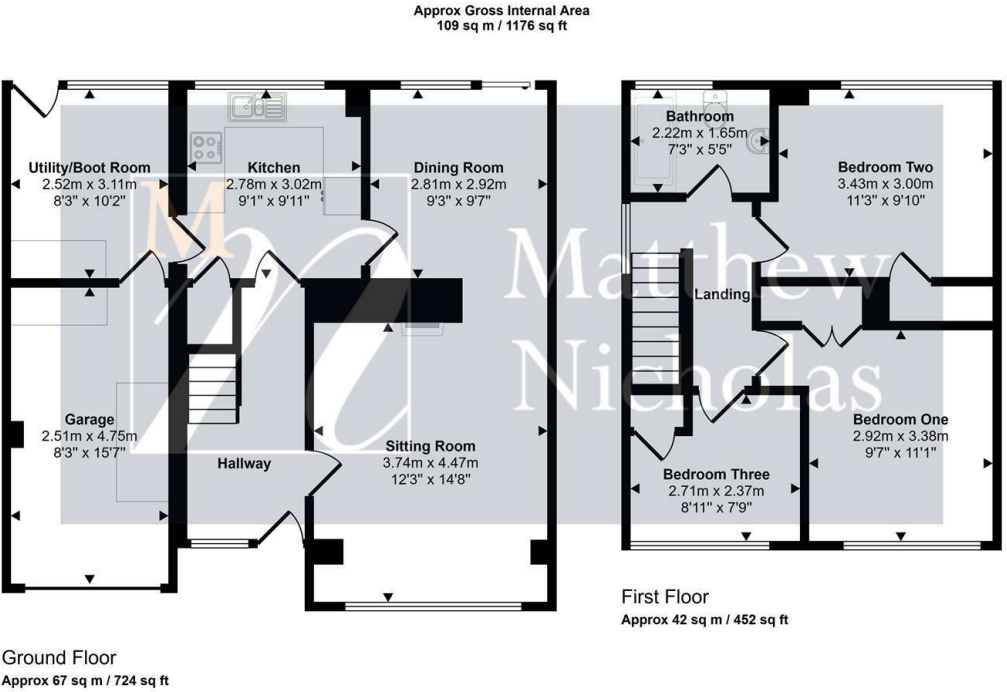 Approx Gross Internal Area
109 sq m / 1176 sq ft
Utility/Boot Room
2.52m x 3.11m
8'3" x 10'2"
Kitchen
2.78m x 3.02m
9'1" x 9'11"
Dining Room
2.81m x 2.92m
9'3" x 9'7"
Garage
2.51m x 4.75m
8'3" x 15'7"
Hallway
Sitting Room
3.74m x 4.47m
12'3" x 14'8"
Bathroom
2.22m x 1.65m
7'3" x 5'5"
Bedroom Two
3.43m x 3.00m
11'3" x 9'10"
Landing
Bedroom One
2.92m x 3.38m
9'7" x 11'1"
Bedroom Three
2.71m x 2.37m
8'11" x 7'9"
M
n
Matthew
Nicholas
First Floor
Approx 42 sq m / 452 sq ft
Ground Floor
Approx 67 sq m / 724 sq ft